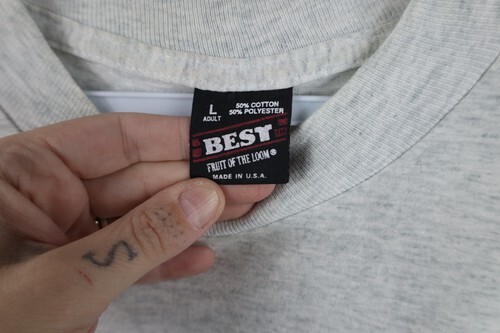 L
ADULT
50% COTTON
50% POLYESTER
BEST
FRUIT OF THE LOOM®
MADE IN U.S.A.
S